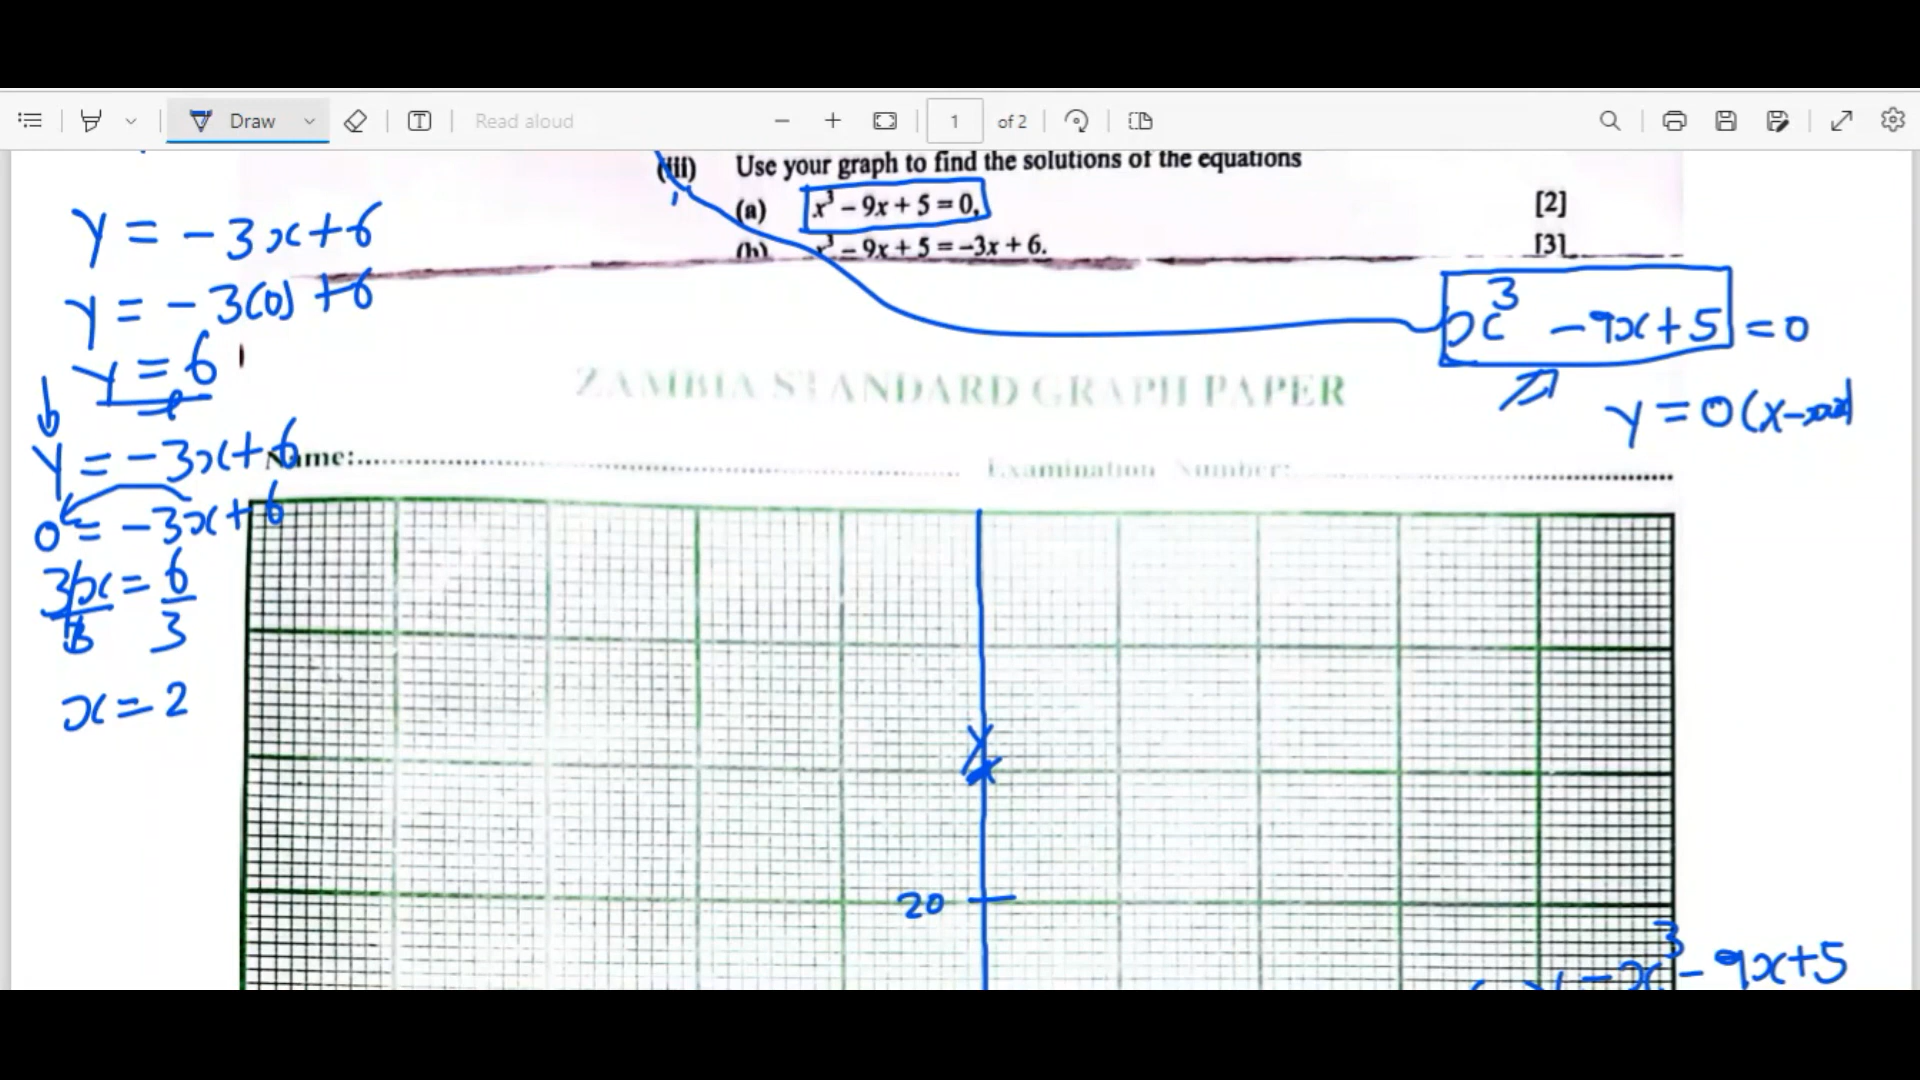 Draw
Read aloud
1 of 2
(iii) Use your graph to find the solutions of the equations
(a) x³ – 9x + 5 = 0, [2]
(b) x³ – 9x + 5 = –3x + 6. [3]
y = -3x+6
y = -3(0) +6
y = 6
y = -3x+6
0 = -3x+6
3x = 6
3 3
x = 2
x³ -9x+5 = 0
y = 0 (x-
ZAMBIA STANDARD GRAPH PAPER
Name: Examination Number:
y
20
y = x³ - 9x+5